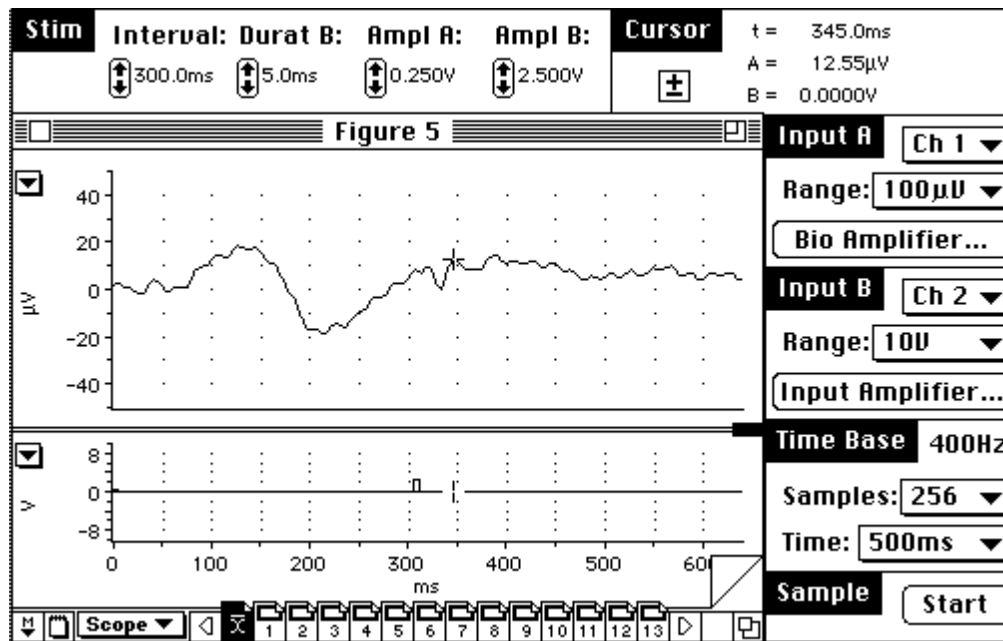 Stim
Interval: Durat B: Ampl A: Ampl B:
300.0ms 5.0ms 0.250V 2.500V
Cursor
t = 345.0ms
A = 12.55µV
B = 0.0000V
Figure 5
40
20
0
-20
-40
µV
8
0
-8
V
0 100 200 300 400 500 60
ms
Input A
Ch 1
Range: 100µV
Bio Amplifier...
Input B
Ch 2
Range: 10V
Input Amplifier...
Time Base 400Hz
Samples: 256
Time: 500ms
Sample
Start
M
Scope
1 2 3 4 5 6 7 8 9 10 11 12 13